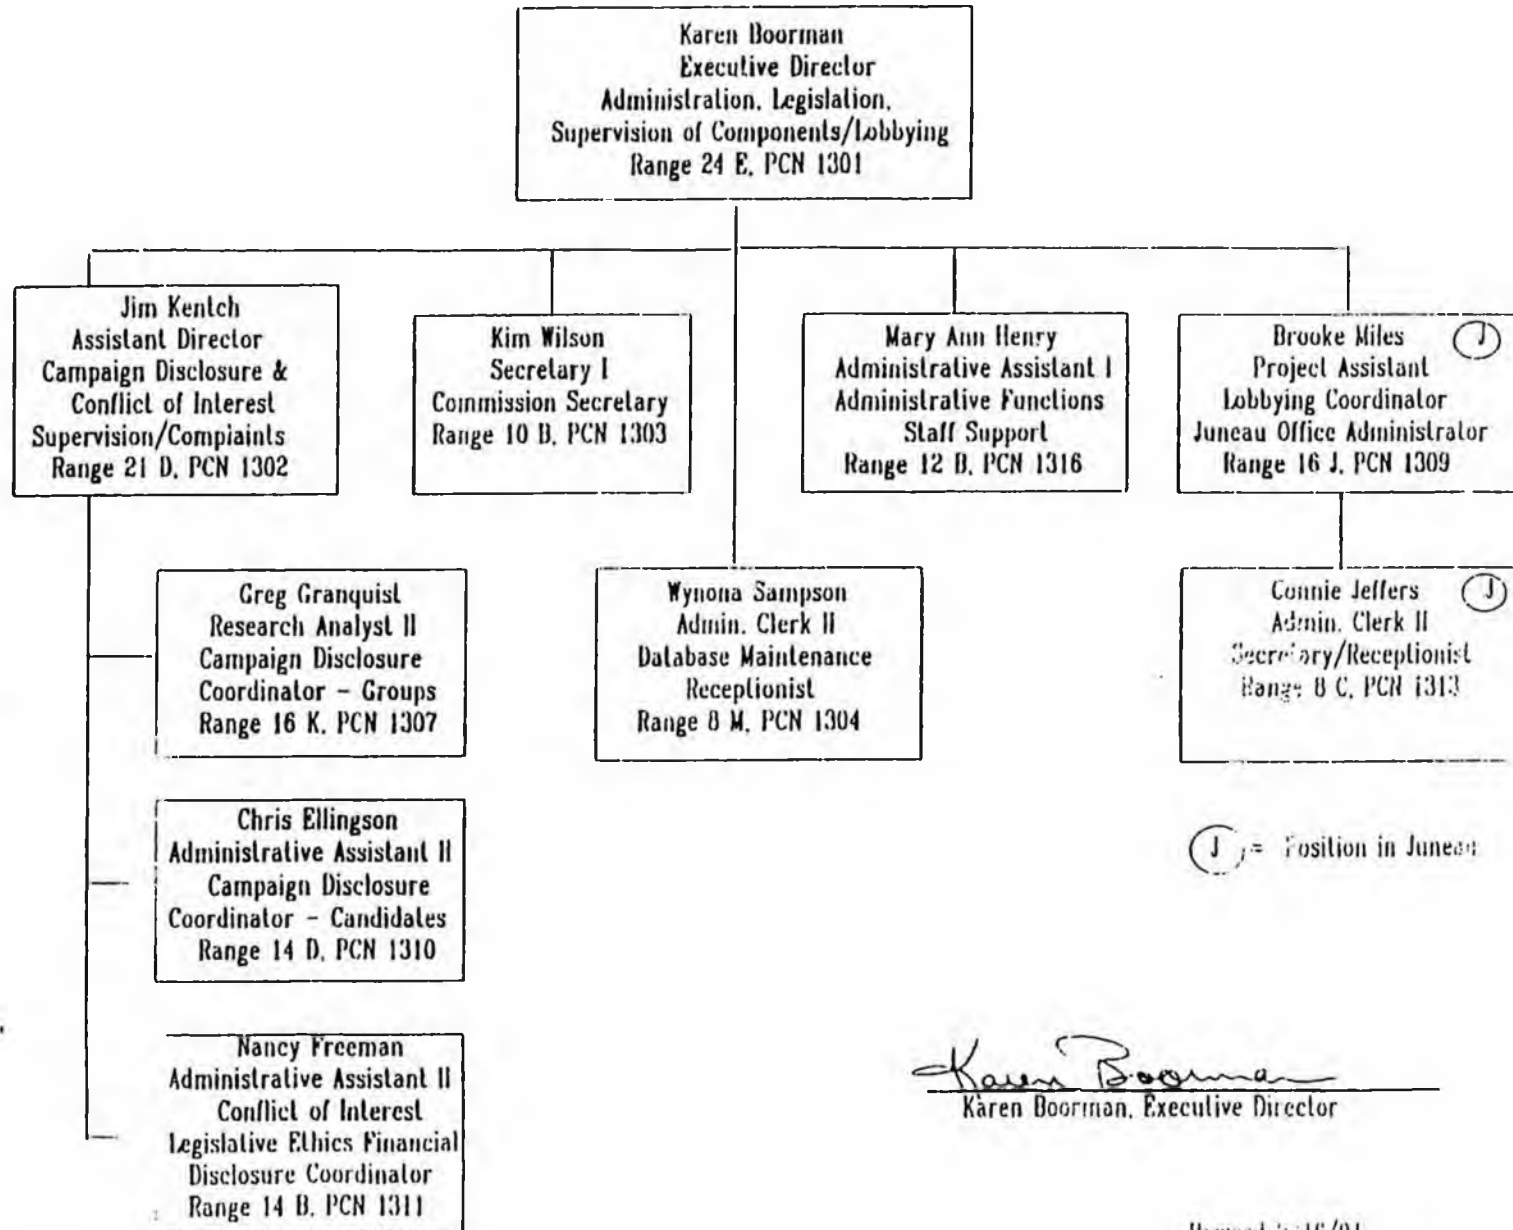 Karen Boorman
Executive Director
Administration, Legislation,
Supervision of Components/Lobbying
Range 24 E, PCN 1301
Jim Kentch
Assistant Director
Campaign Disclosure &
Conflict of Interest
Supervision/Complaints
Range 21 D, PCN 1302
Kim Wilson
Secretary I
Commission Secretary
Range 10 B, PCN 1303
Mary Ann Henry
Administrative Assistant I
Administrative Functions
Staff Support
Range 12 B, PCN 1316
Brooke Miles J
Project Assistant
Lobbying Coordinator
Juneau Office Administrator
Range 16 J, PCN 1309
Greg Granquist
Research Analyst II
Campaign Disclosure
Coordinator - Groups
Range 16 K, PCN 1307
Wynona Sampson
Admin. Clerk II
Database Maintenance
Receptionist
Range 8 M, PCN 1304
Connie Jeffers J
Admin. Clerk II
Secretary/Receptionist
Range 8 C, PCN 1313
Chris Ellingson
Administrative Assistant II
Campaign Disclosure
Coordinator - Candidates
Range 14 D, PCN 1310
J = Position in Juneau
Nancy Freeman
Administrative Assistant II
Conflict of Interest
Legislative Ethics Financial
Disclosure Coordinator
Range 14 B, PCN 1311
Karen Boorman
Karen Boorman, Executive Director